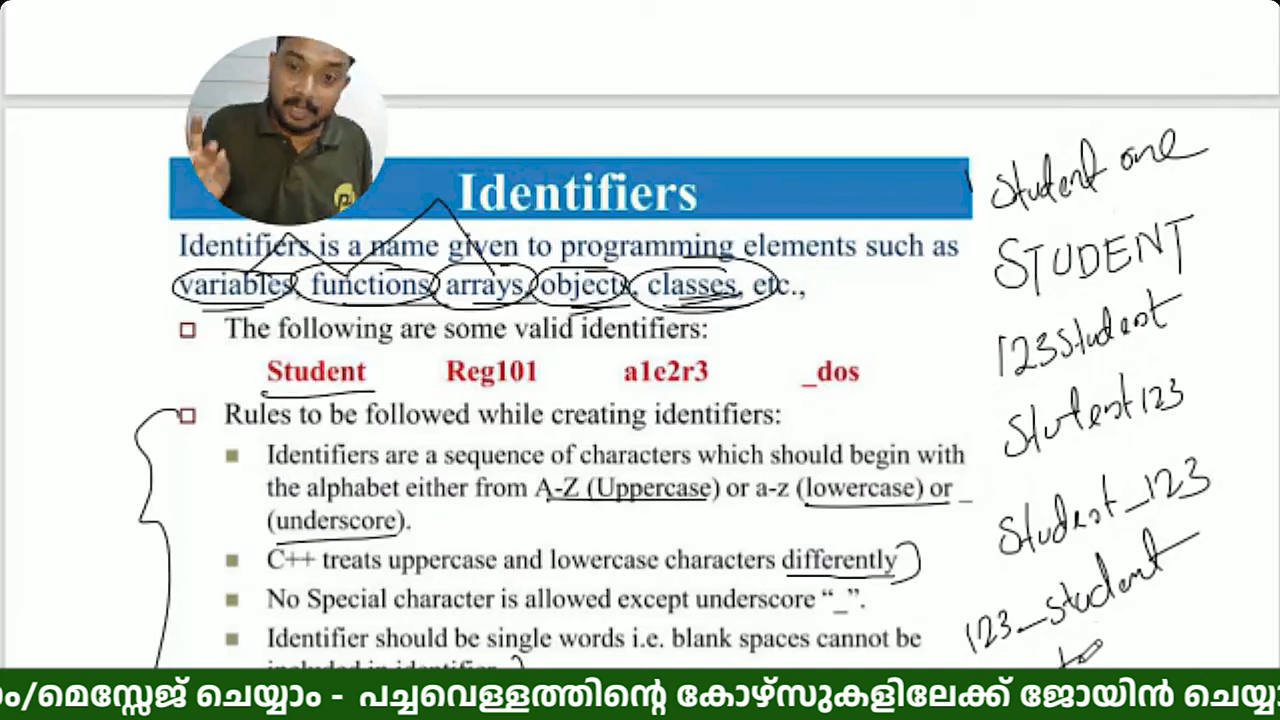 Identifiers
Identifiers is a name given to programming elements such as
variables, functions, arrays, objects, classes, etc.,
The following are some valid identifiers:
Student Reg101 a1e2r3 _dos
Rules to be followed while creating identifiers:
Identifiers are a sequence of characters which should begin with
the alphabet either from A-Z (Uppercase) or a-z (lowercase) or _
(underscore).
C++ treats uppercase and lowercase characters differently
No Special character is allowed except underscore “_”.
Identifier should be single words i.e. blank spaces cannot be
included in identifier.
Student one
STUDENT
123student
Student123
Student_123
123_student
ം/മെസ്സേജ് ചെയ്യാം - പച്ചവെള്ളത്തിന്റെ കോഴ്സുകളിലേക്ക് ജോയിൻ ചെയ്യാ